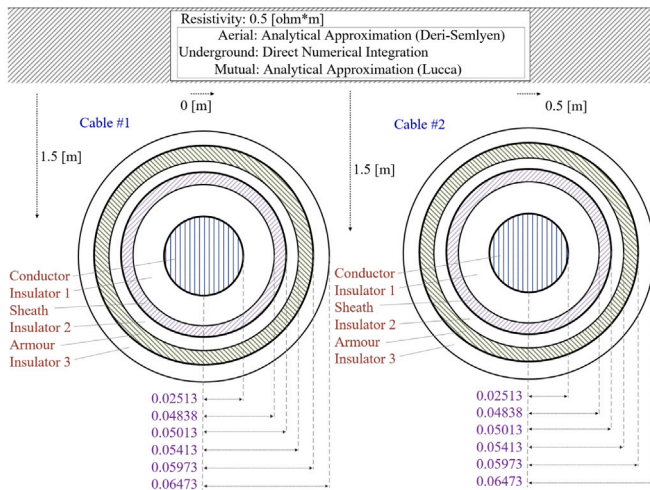 Resistivity: 0.5 [ohm*m]
Aerial: Analytical Approximation (Deri-Semlyen)
Underground: Direct Numerical Integration
Mutual: Analytical Approximation (Lucca)
0 [m]
0.5 [m]
Cable #1
Cable #2
1.5 [m]
1.5 [m]
Conductor
Insulator 1
Sheath
Insulator 2
Armour
Insulator 3
Conductor
Insulator 1
Sheath
Insulator 2
Armour
Insulator 3
0.02513
0.04838
0.05013
0.05413
0.05973
0.06473
0.02513
0.04838
0.05013
0.05413
0.05973
0.06473